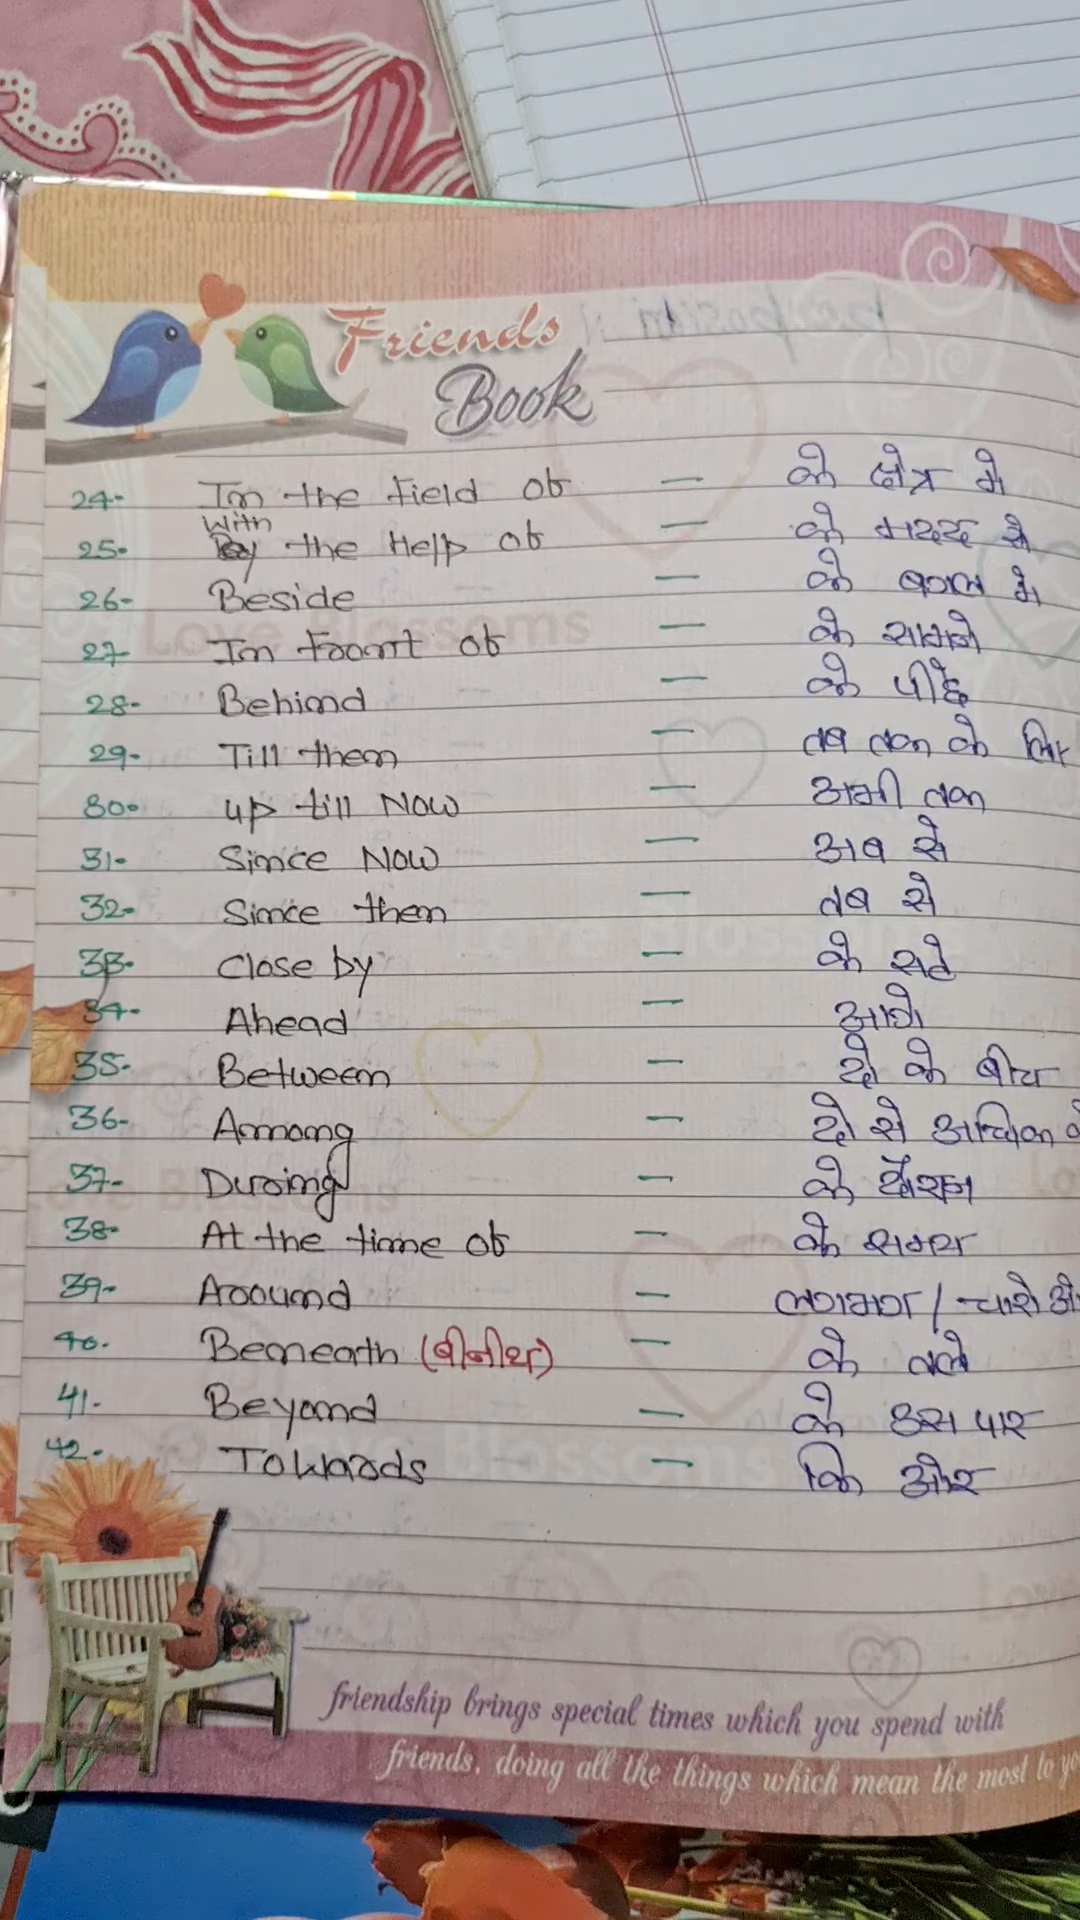 Friends
Book
24- In the field of — के क्षेत्र मे
With
25- By the Help of — के मदद से
26- Beside — के बगल मे
27- In front of — के सामने
28- Behind — के पीछे
29- Till then — तब तक के लिए
30- up till Now — अभी तक
31- Since Now — अब से
32- Since then — तब से
33- Close by — के सटे
34- Ahead — आगे
35- Between — दो के बीच
36- Among — दो से अधिक के
37- During — के दौरान
38- At the time of — के समय
39- Around — लगभग / चारो ओ
40- Beneath (बीनीथ) — के तले
41- Beyond — के उस पार
42- Towards — कि ओर
friendship brings special times which you spend with
friends, doing all the things which mean the most to yo